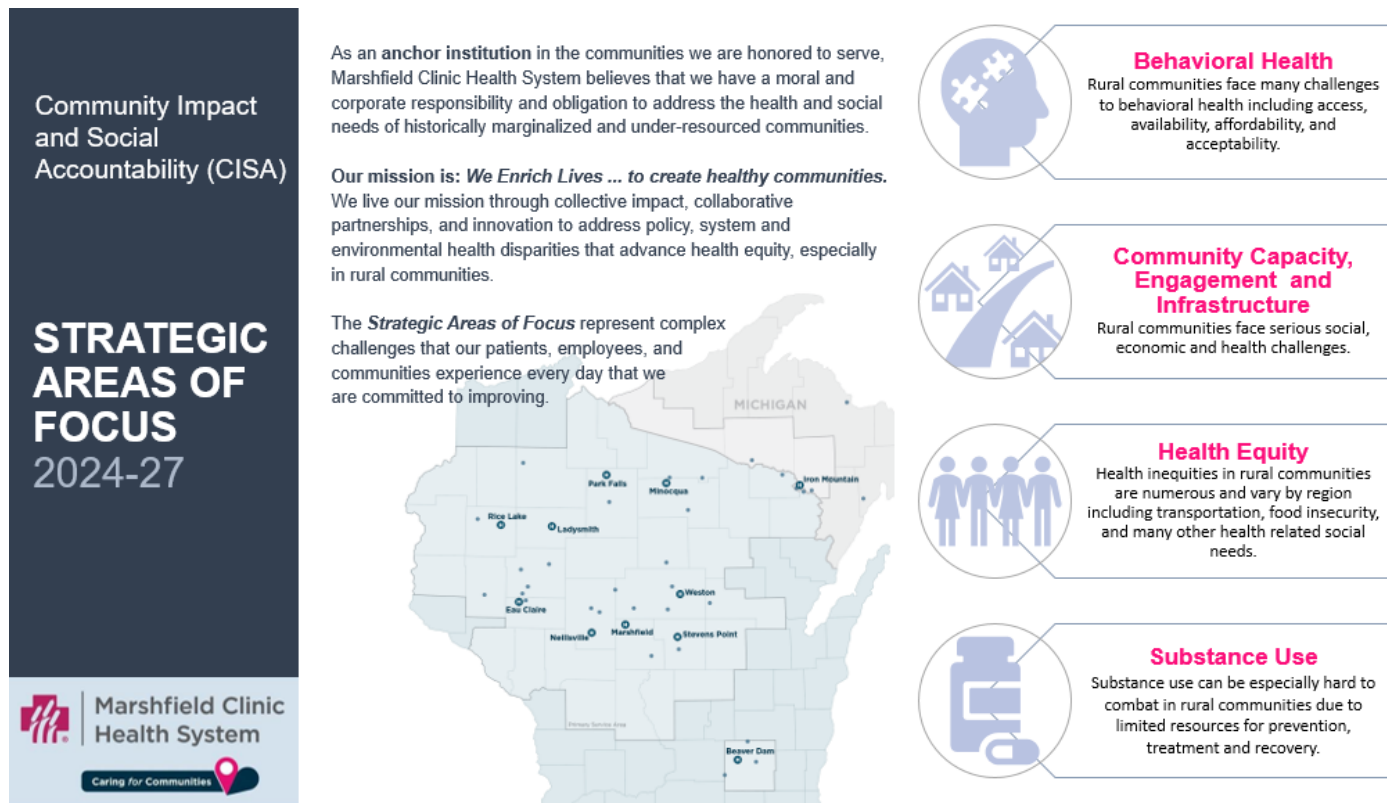 Community Impact
and Social
Accountability (CISA)
STRATEGIC
AREAS OF
FOCUS
2024-27
Marshfield Clinic
Health System
Caring for Communities
As an anchor institution in the communities we are honored to serve,
Marshfield Clinic Health System believes that we have a moral and
corporate responsibility and obligation to address the health and social
needs of historically marginalized and under-resourced communities.
Our mission is: We Enrich Lives ... to create healthy communities.
We live our mission through collective impact, collaborative
partnerships, and innovation to address policy, system and
environmental health disparities that advance health equity, especially
in rural communities.
The Strategic Areas of Focus represent complex
challenges that our patients, employees, and
communities experience every day that we
are committed to improving.
MICHIGAN
Park Falls
Minocqua
Iron Mountain
Rice Lake
Ladysmith
Weston
Eau Claire
Neillsville
Marshfield
Stevens Point
Primary Service Area
Beaver Dam
Behavioral Health
Rural communities face many challenges
to behavioral health including access,
availability, affordability, and
acceptability.
Community Capacity,
Engagement and
Infrastructure
Rural communities face serious social,
economic and health challenges.
Health Equity
Health inequities in rural communities
are numerous and vary by region
including transportation, food insecurity,
and many other health related social
needs.
Substance Use
Substance use can be especially hard to
combat in rural communities due to
limited resources for prevention,
treatment and recovery.